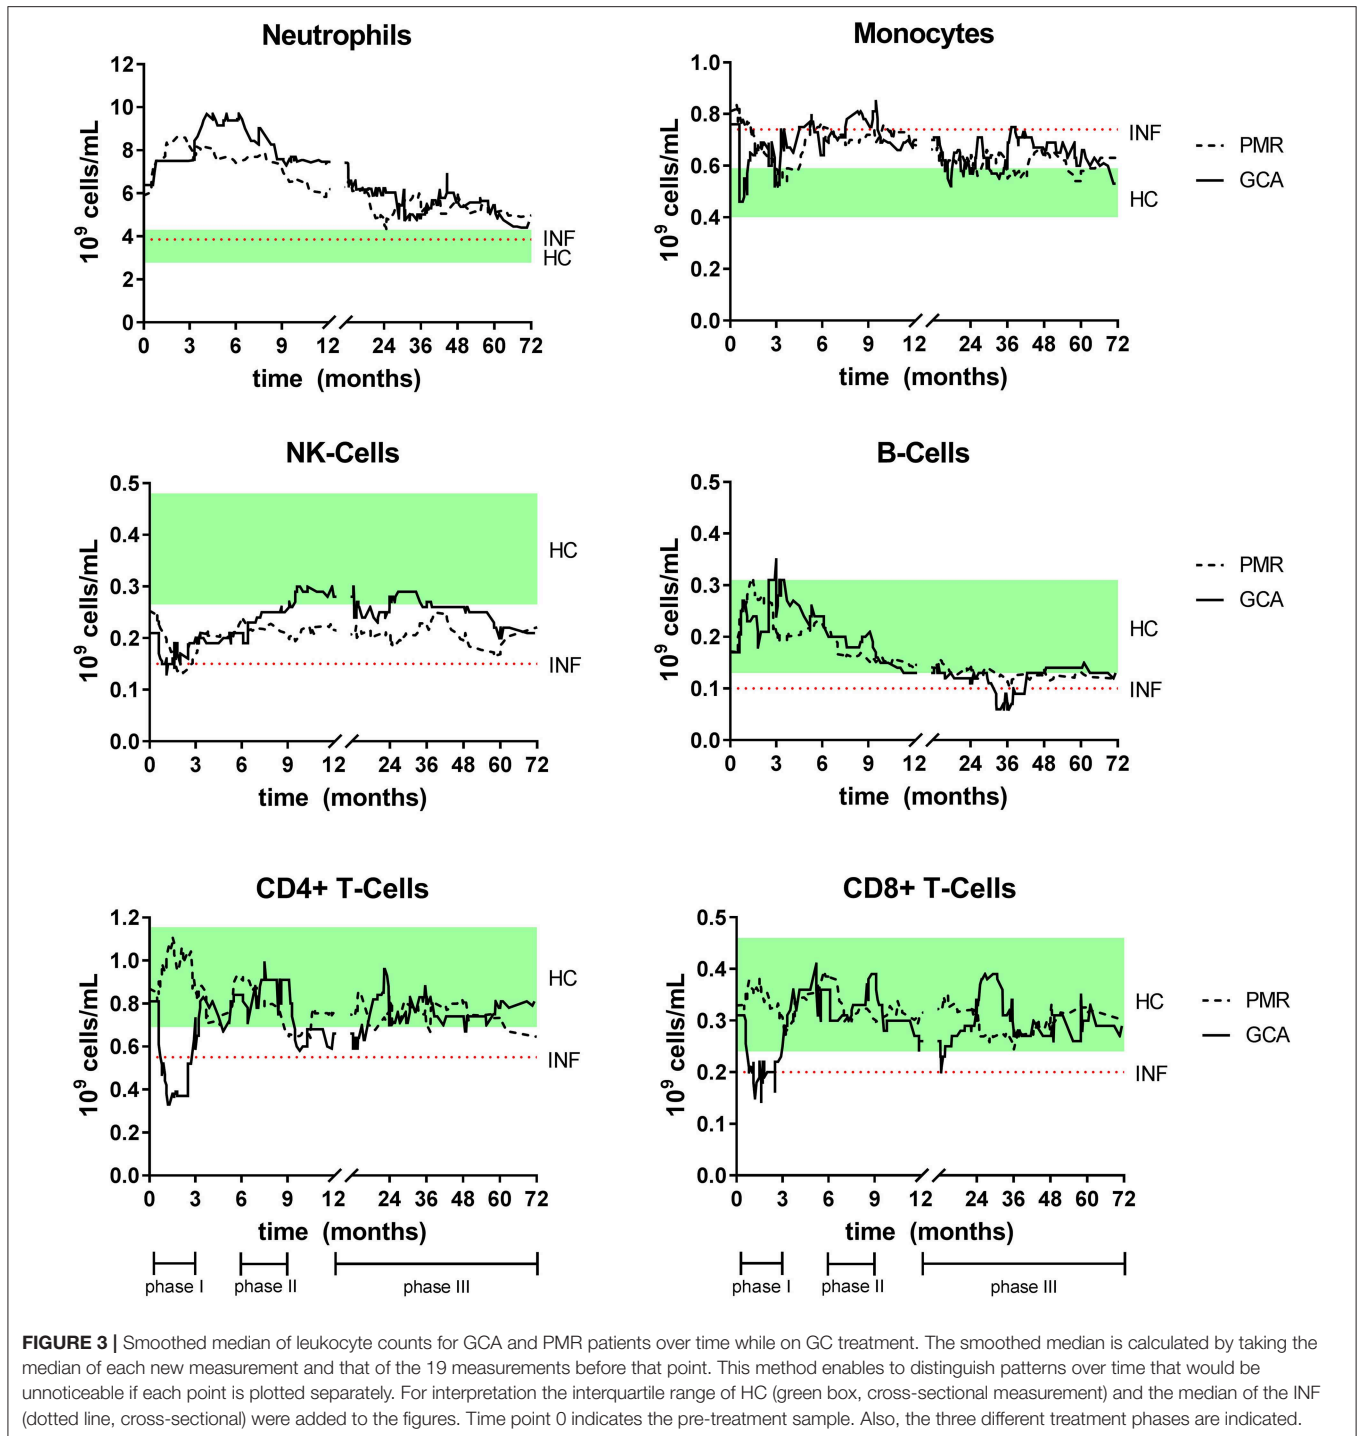 Neutrophils
12
10
8
6
4
2
0
10⁹ cells/mL
INF
HC
0 3 6 9 12 24 36 48 60 72
time (months)
Monocytes
1.0
0.8
0.6
0.4
0.2
0.0
10⁹ cells/mL
INF
HC
0 3 6 9 12 24 36 48 60 72
time (months)
PMR
GCA
NK-Cells
0.5
0.4
0.3
0.2
0.1
0.0
10⁹ cells/mL
HC
INF
0 3 6 9 12 24 36 48 60 72
time (months)
B-Cells
0.5
0.4
0.3
0.2
0.1
0.0
10⁹ cells/mL
HC
INF
0 3 6 9 12 24 36 48 60 72
time (months)
PMR
GCA
CD4+ T-Cells
1.2
1.0
0.8
0.6
0.4
0.2
0.0
10⁹ cells/mL
HC
INF
0 3 6 9 12 24 36 48 60 72
time (months)
phase I phase II phase III
CD8+ T-Cells
0.5
0.4
0.3
0.2
0.1
0.0
10⁹ cells/mL
HC
INF
0 3 6 9 12 24 36 48 60 72
time (months)
phase I phase II phase III
PMR
GCA
FIGURE 3 | Smoothed median of leukocyte counts for GCA and PMR patients over time while on GC treatment. The smoothed median is calculated by taking the
median of each new measurement and that of the 19 measurements before that point. This method enables to distinguish patterns over time that would be
unnoticeable if each point is plotted separately. For interpretation the interquartile range of HC (green box, cross-sectional measurement) and the median of the INF
(dotted line, cross-sectional) were added to the figures. Time point 0 indicates the pre-treatment sample. Also, the three different treatment phases are indicated.